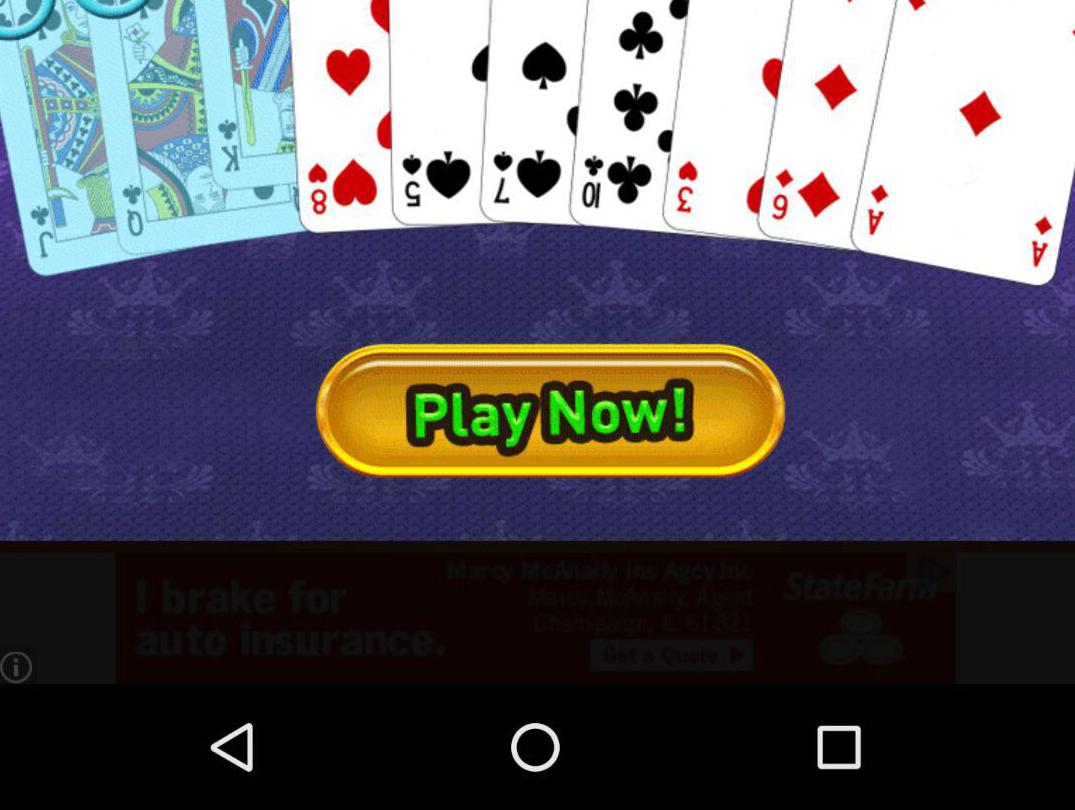 J
Q
K
8
5
7
10
3
6
A
A
Play Now!
I brake for
auto insurance.
Marcy McAnally Ins Agcy Inc
Marcy McAnally, Agent
Champaign, IL 61821
Get a Quote
StateFarm